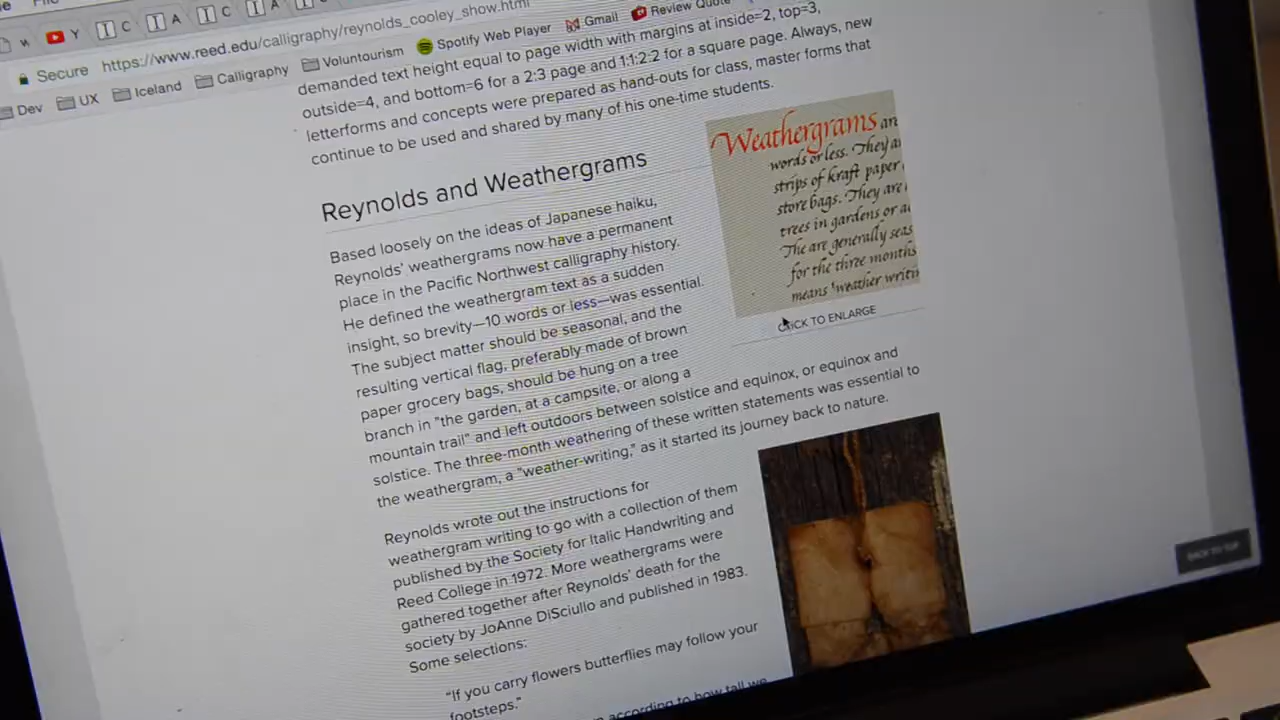 Y
C
A
C
A
C
Secure https://www.reed.edu/calligraphy/reynolds_cooley_show.html
Dev UX Iceland Calligraphy Voluntourism Spotify Web Player Gmail Review Quote
demanded text height equal to page width with margins at inside=2, top=3,
outside=4, and bottom=6 for a 2:3 page and 1:1:2:2 for a square page. Always, new
letterforms and concepts were prepared as hand-outs for class, master forms that
continue to be used and shared by many of his one-time students.
Reynolds and Weathergrams
Based loosely on the ideas of Japanese haiku,
Reynolds' weathergrams now have a permanent
place in the Pacific Northwest calligraphy history.
He defined the weathergram text as a sudden
insight, so brevity—10 words or less—was essential.
The subject matter should be seasonal, and the
resulting vertical flag, preferably made of brown
paper grocery bags, should be hung on a tree
branch in "the garden, at a campsite, or along a
mountain trail" and left outdoors between solstice and equinox, or equinox and
solstice. The three-month weathering of these written statements was essential to
the weathergram, a "weather-writing," as it started its journey back to nature.
Weathergrams
words or less. They
strips of kraft paper
store bags. They are
trees in gardens or
The are generally
for the three months
means 'weather
CLICK TO ENLARGE
Reynolds wrote out the instructions for
weathergram writing to go with a collection of them
published by the Society for Italic Handwriting and
Reed College in 1972. More weathergrams were
gathered together after Reynolds' death for the
society by JoAnne DiSciullo and published in 1983.
Some selections:
"If you carry flowers butterflies may follow your
footsteps."
according to how tall we
BACK TO TOP